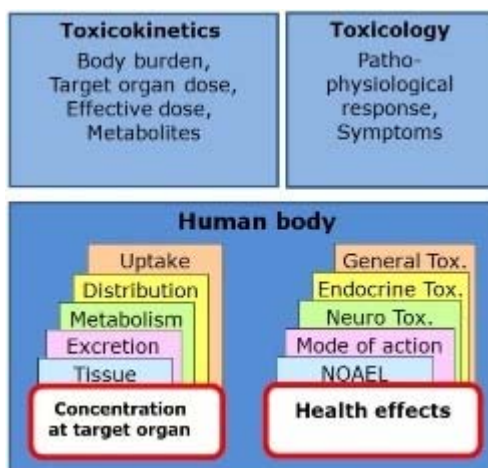 Toxicokinetics
Body burden,
Target organ dose,
Effective dose,
Metabolites
Toxicology
Patho-
physiological
response,
Symptoms
Human body
Uptake
Distribution
Metabolism
Excretion
Tissue
Concentration
at target organ
General Tox.
Endocrine Tox.
Neuro Tox.
Mode of action
NOAEL
Health effects